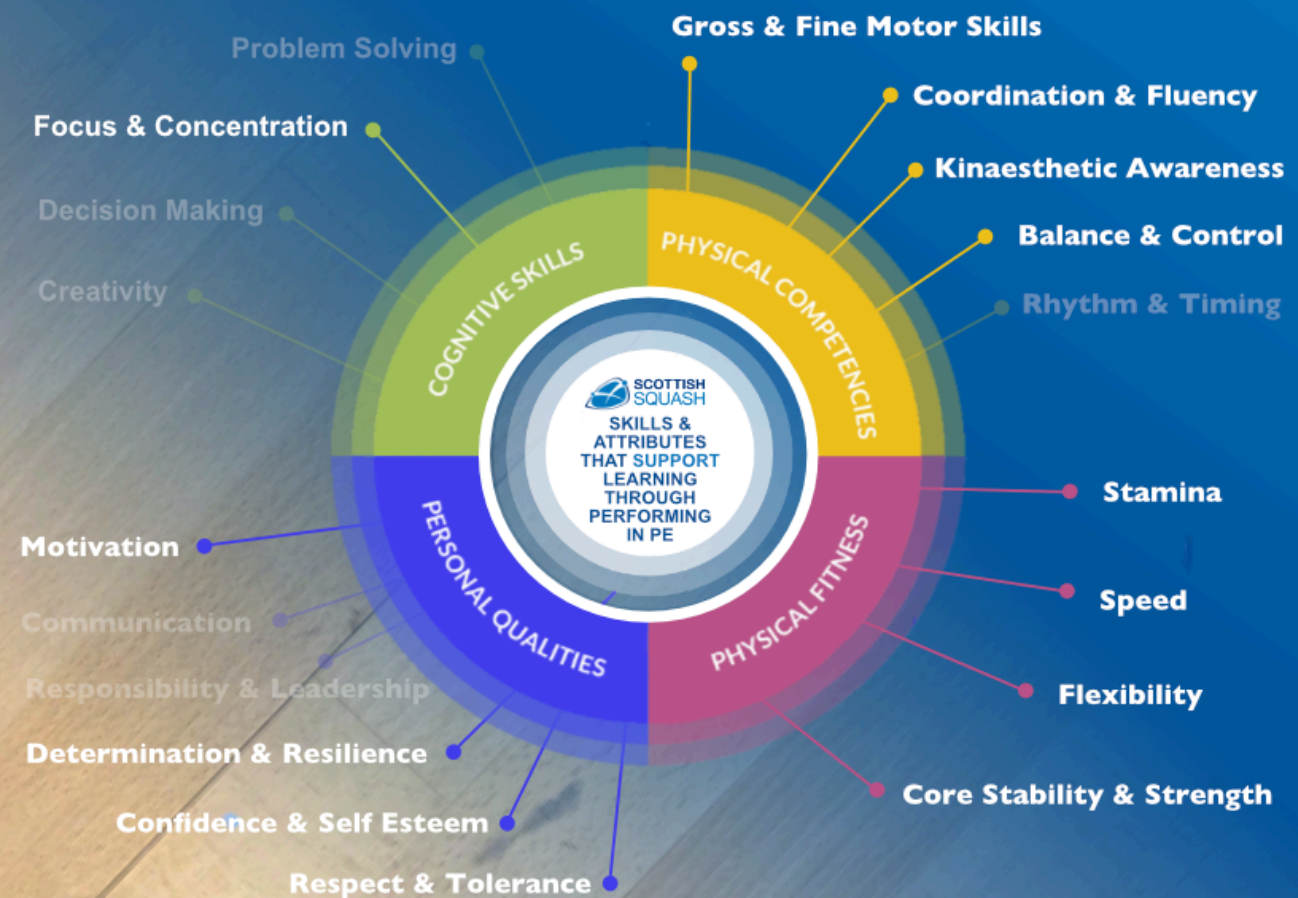 Gross & Fine Motor Skills
Problem Solving
Coordination & Fluency
Focus & Concentration
Kinaesthetic Awareness
Decision Making
Balance & Control
Creativity
Rhythm & Timing
COGNITIVE SKILLS
PHYSICAL COMPETENCIES
SCOTTISH
SQUASH
SKILLS &
ATTRIBUTES
THAT SUPPORT
LEARNING
THROUGH
PERFORMING
IN PE
PERSONAL QUALITIES
PHYSICAL FITNESS
Stamina
Motivation
Speed
Communication
Responsibility & Leadership
Flexibility
Determination & Resilience
Core Stability & Strength
Confidence & Self Esteem
Respect & Tolerance